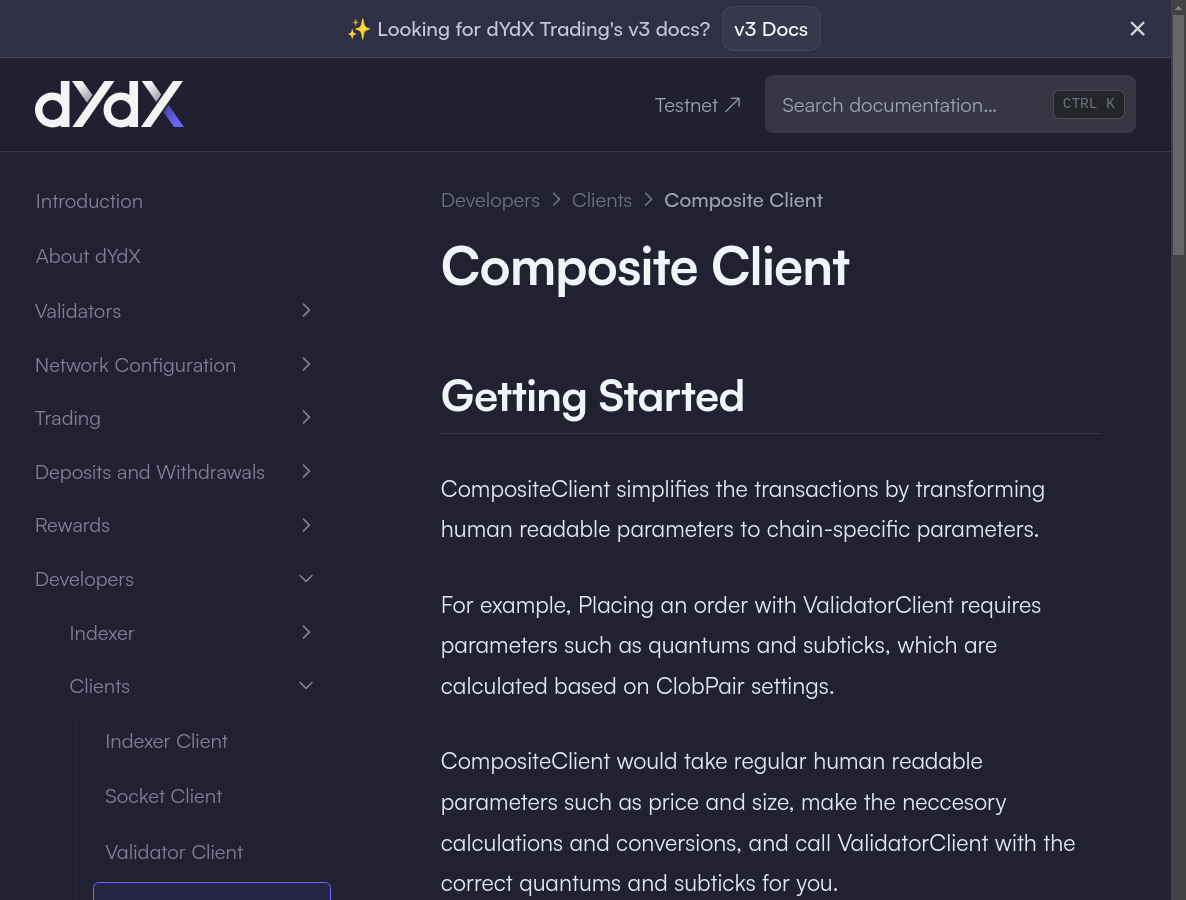 ✨ Looking for dYdX Trading's v3 docs? v3 Docs
dYdX
Testnet
Search documentation...
CTRL K
Introduction
About dYdX
Validators
Network Configuration
Trading
Deposits and Withdrawals
Rewards
Developers
Indexer
Clients
Indexer Client
Socket Client
Validator Client
Developers > Clients > Composite Client
Composite Client
Getting Started
CompositeClient simplifies the transactions by transforming
human readable parameters to chain-specific parameters.
For example, Placing an order with ValidatorClient requires
parameters such as quantums and subticks, which are
calculated based on ClobPair settings.
CompositeClient would take regular human readable
parameters such as price and size, make the neccesory
calculations and conversions, and call ValidatorClient with the
correct quantums and subticks for you.